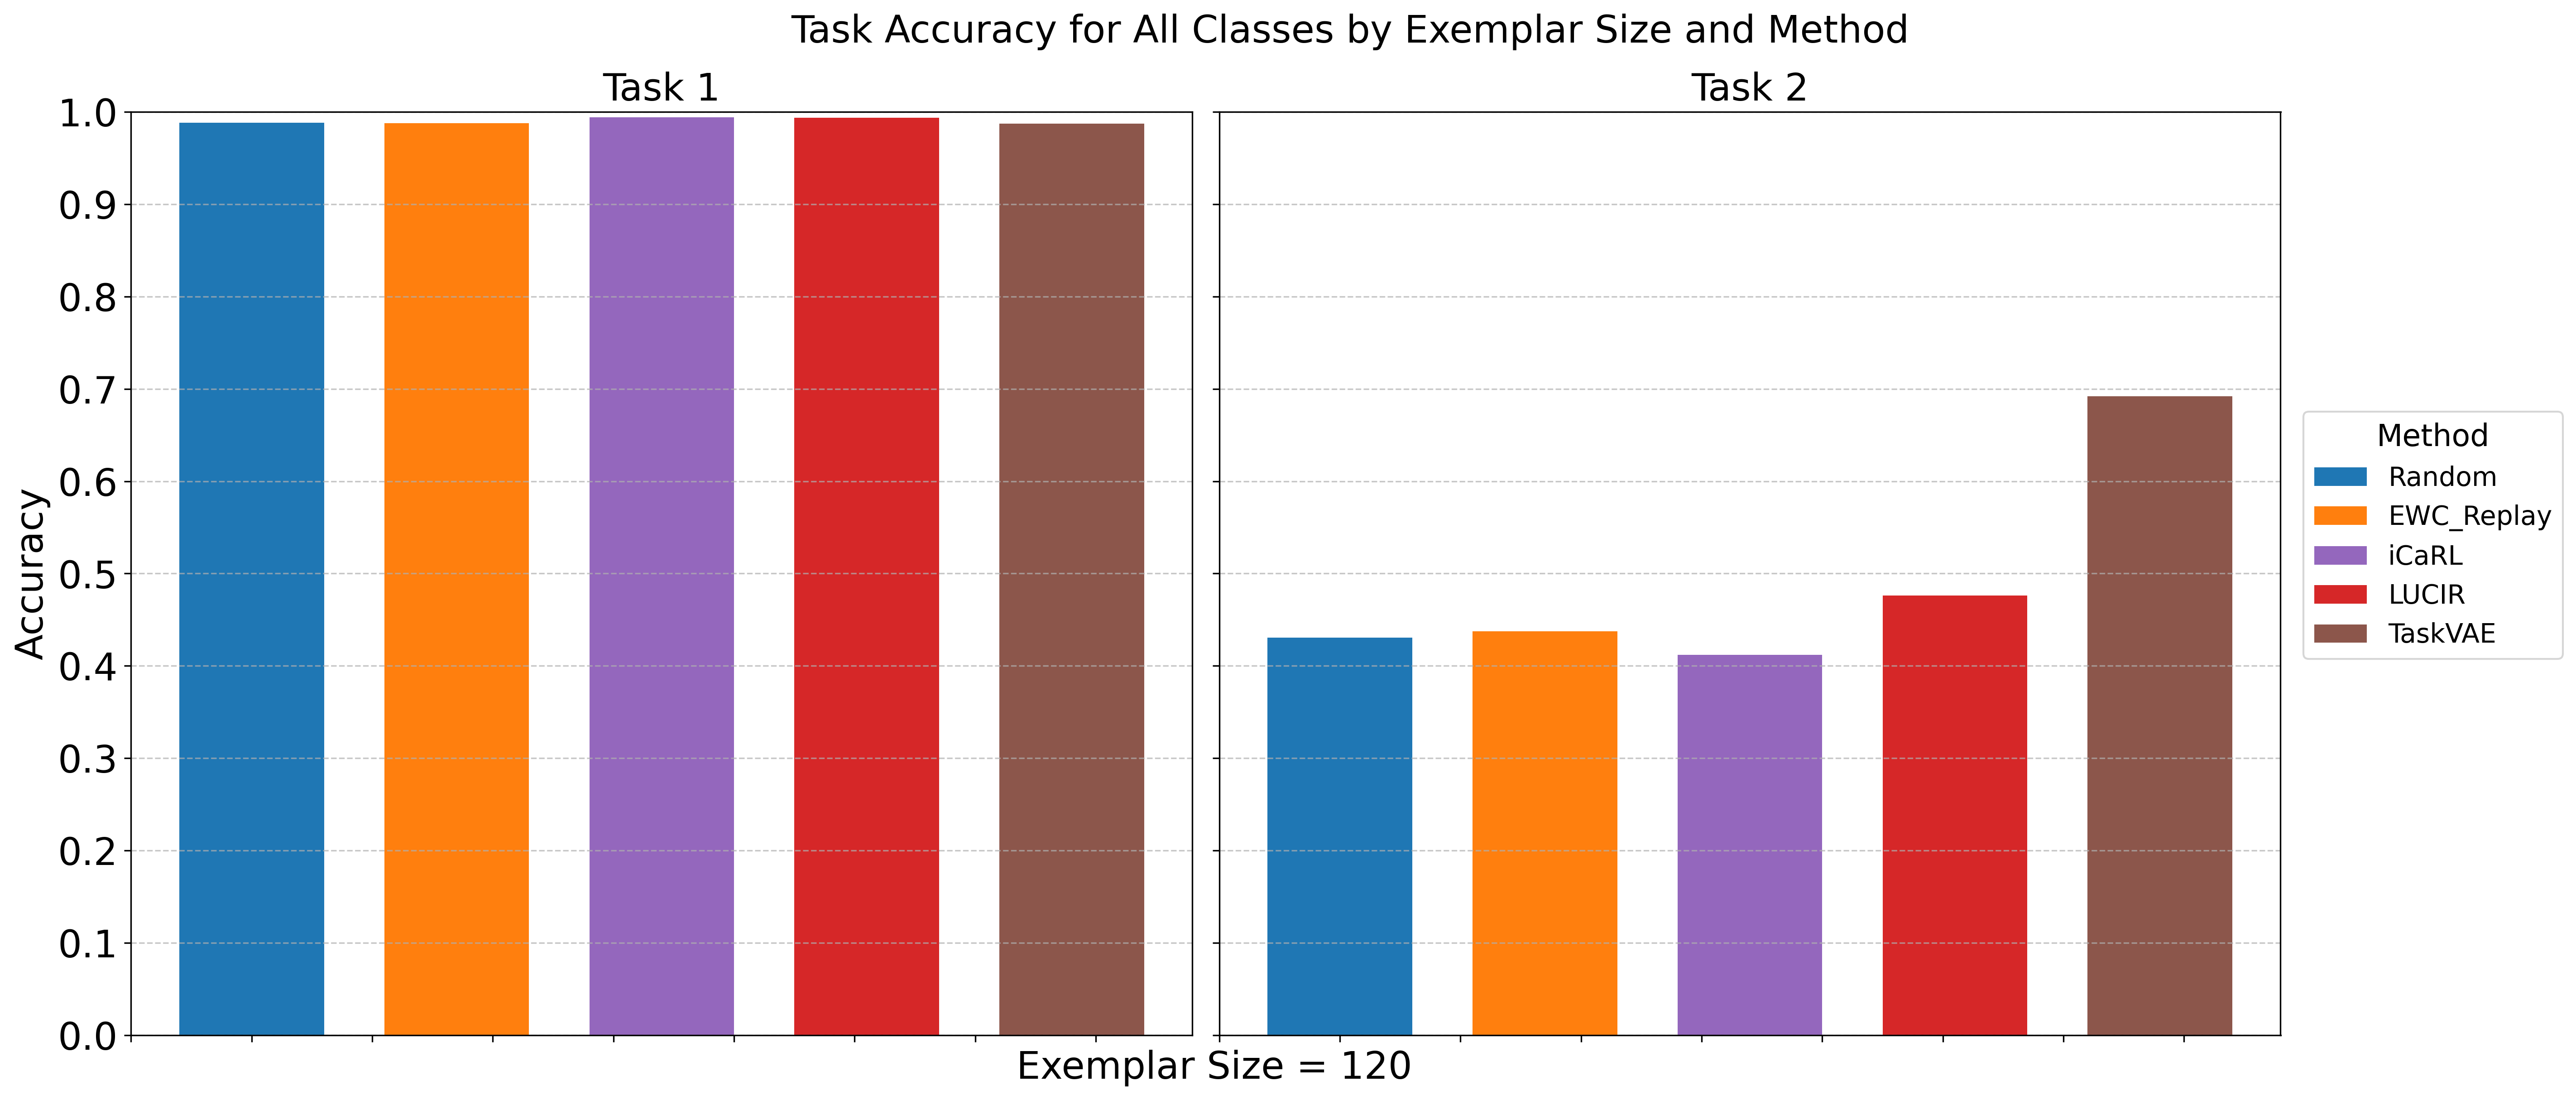 Task Accuracy for All Classes by Exemplar Size and Method
Task 1
Task 2
1.0
0.9
0.8
0.7
0.6
0.5
0.4
0.3
0.2
0.1
0.0
Accuracy
Exemplar Size = 120
Method
Random
EWC_Replay
iCaRL
LUCIR
TaskVAE